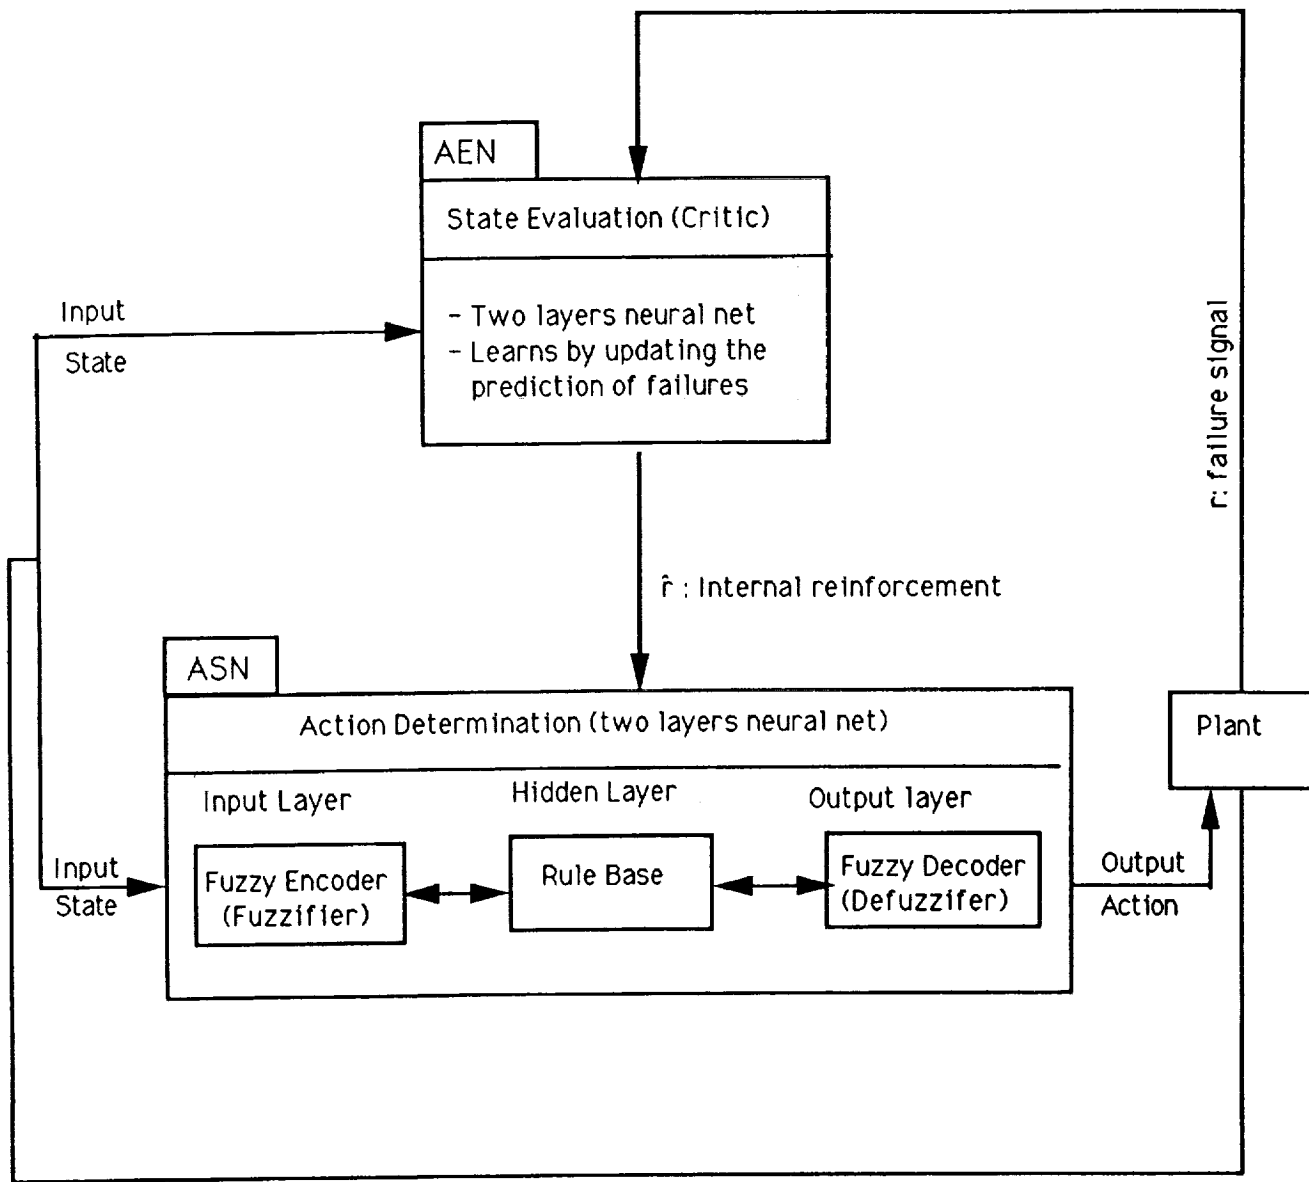 AEN
State Evaluation (Critic)
- Two layers neural net
- Learns by updating the
prediction of failures
Input
State
r: failure signal
r̂ : Internal reinforcement
ASN
Action Determination (two layers neural net)
Input Layer
Hidden Layer
Output layer
Fuzzy Encoder
(Fuzzifier)
Rule Base
Fuzzy Decoder
(Defuzzifer)
Input
State
Output
Action
Plant